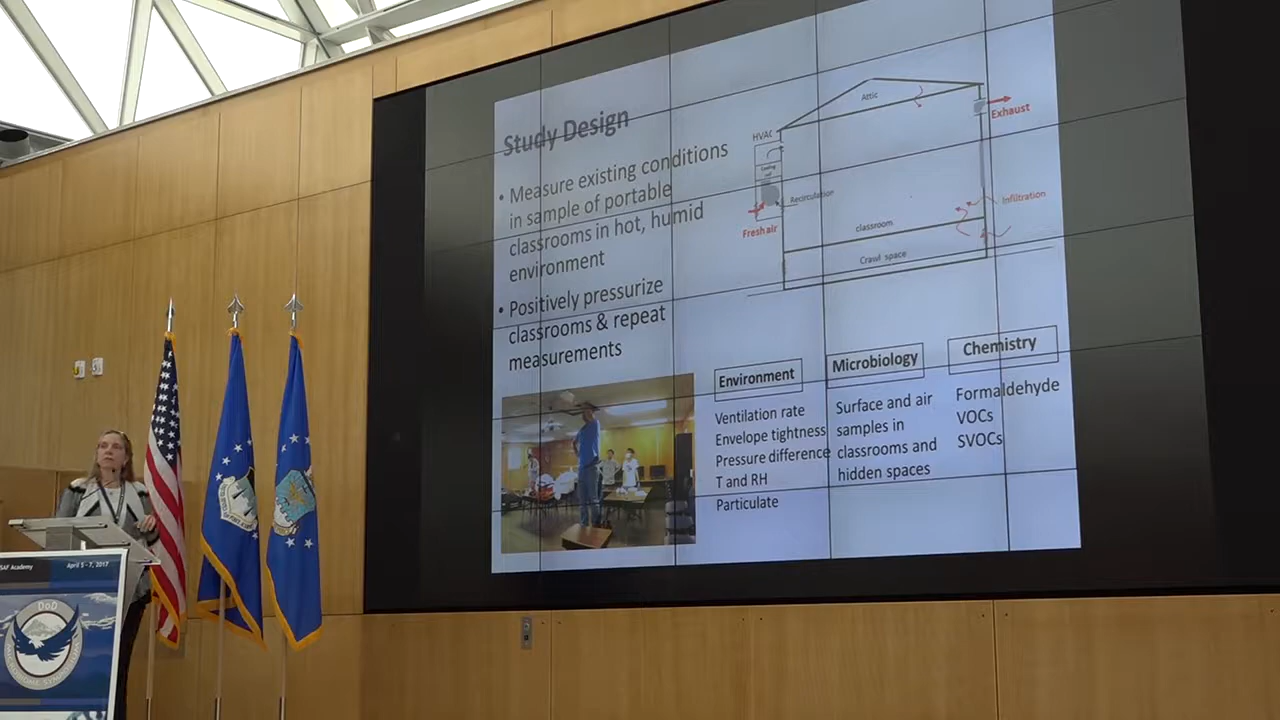 Study Design
• Measure existing conditions
in sample of portable
classrooms in hot, humid
environment
• Positively pressurize
classrooms & repeat
measurements
Attic
Exhaust
HVAC
Recirculation
Fresh air
Infiltration
classroom
Crawl space
Environment
Ventilation rate
Envelope tightness
Pressure difference
T and RH
Particulate
Microbiology
Surface and air
samples in
classrooms and
hidden spaces
Chemistry
Formaldehyde
VOCs
SVOCs
SAF Academy
April 5 - 7, 2017
DoD